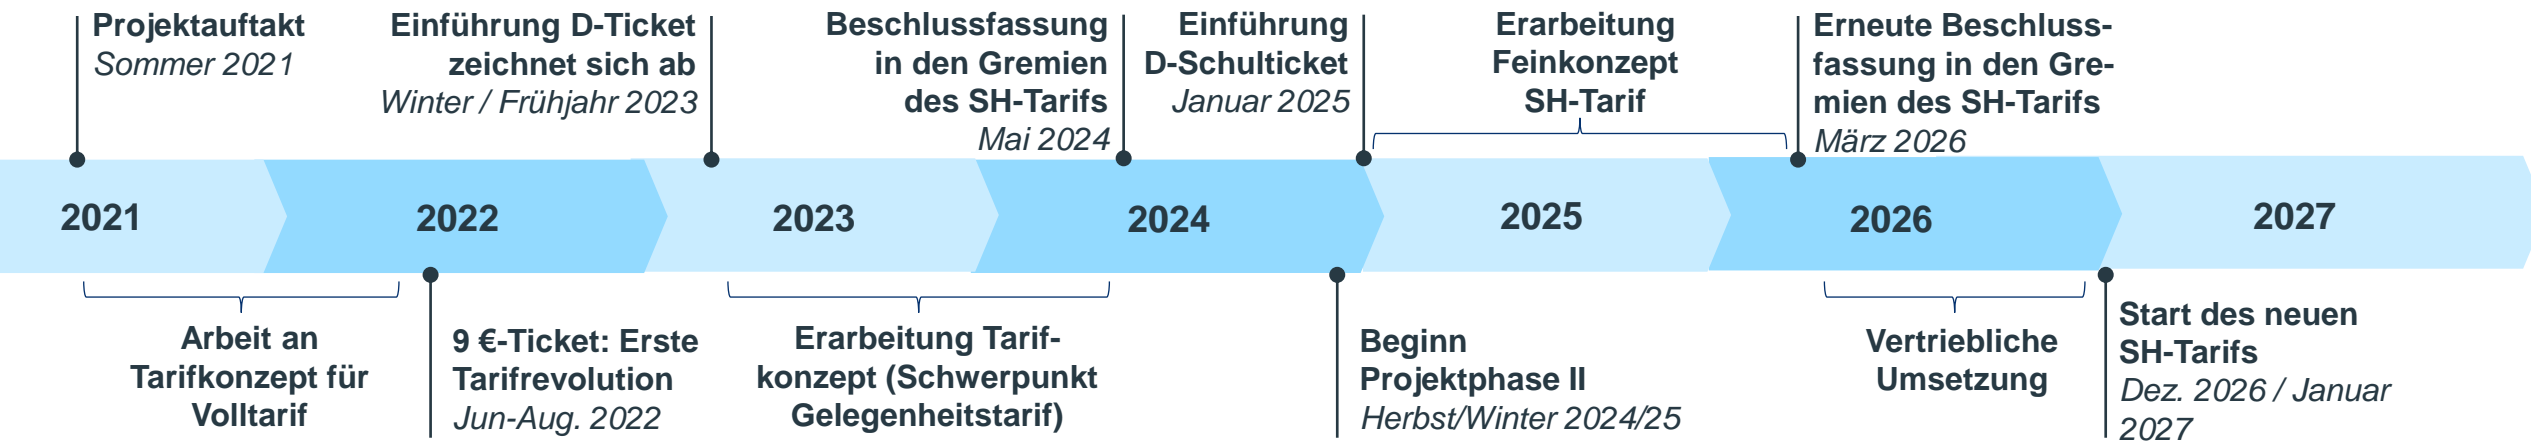 Projektauftakt
Sommer 2021
Einführung D-Ticket
zeichnet sich ab
Winter / Frühjahr 2023
Beschlussfassung
in den Gremien
des SH-Tarifs
Mai 2024
Einführung
D-Schulticket
Januar 2025
Erarbeitung
Feinkonzept
SH-Tarif
Erneute Beschluss-
fassung in den Gre-
mien des SH-Tarifs
März 2026
2021
2022
2023
2024
2025
2026
2027
Arbeit an
Tarifkonzept für
Volltarif
9 €-Ticket: Erste
Tarifrevolution
Jun-Aug. 2022
Erarbeitung Tarif-
konzept (Schwerpunkt
Gelegenheitstarif)
Beginn
Projektphase II
Herbst/Winter 2024/25
Vertriebliche
Umsetzung
Start des neuen
SH-Tarifs
Dez. 2026 / Januar
2027